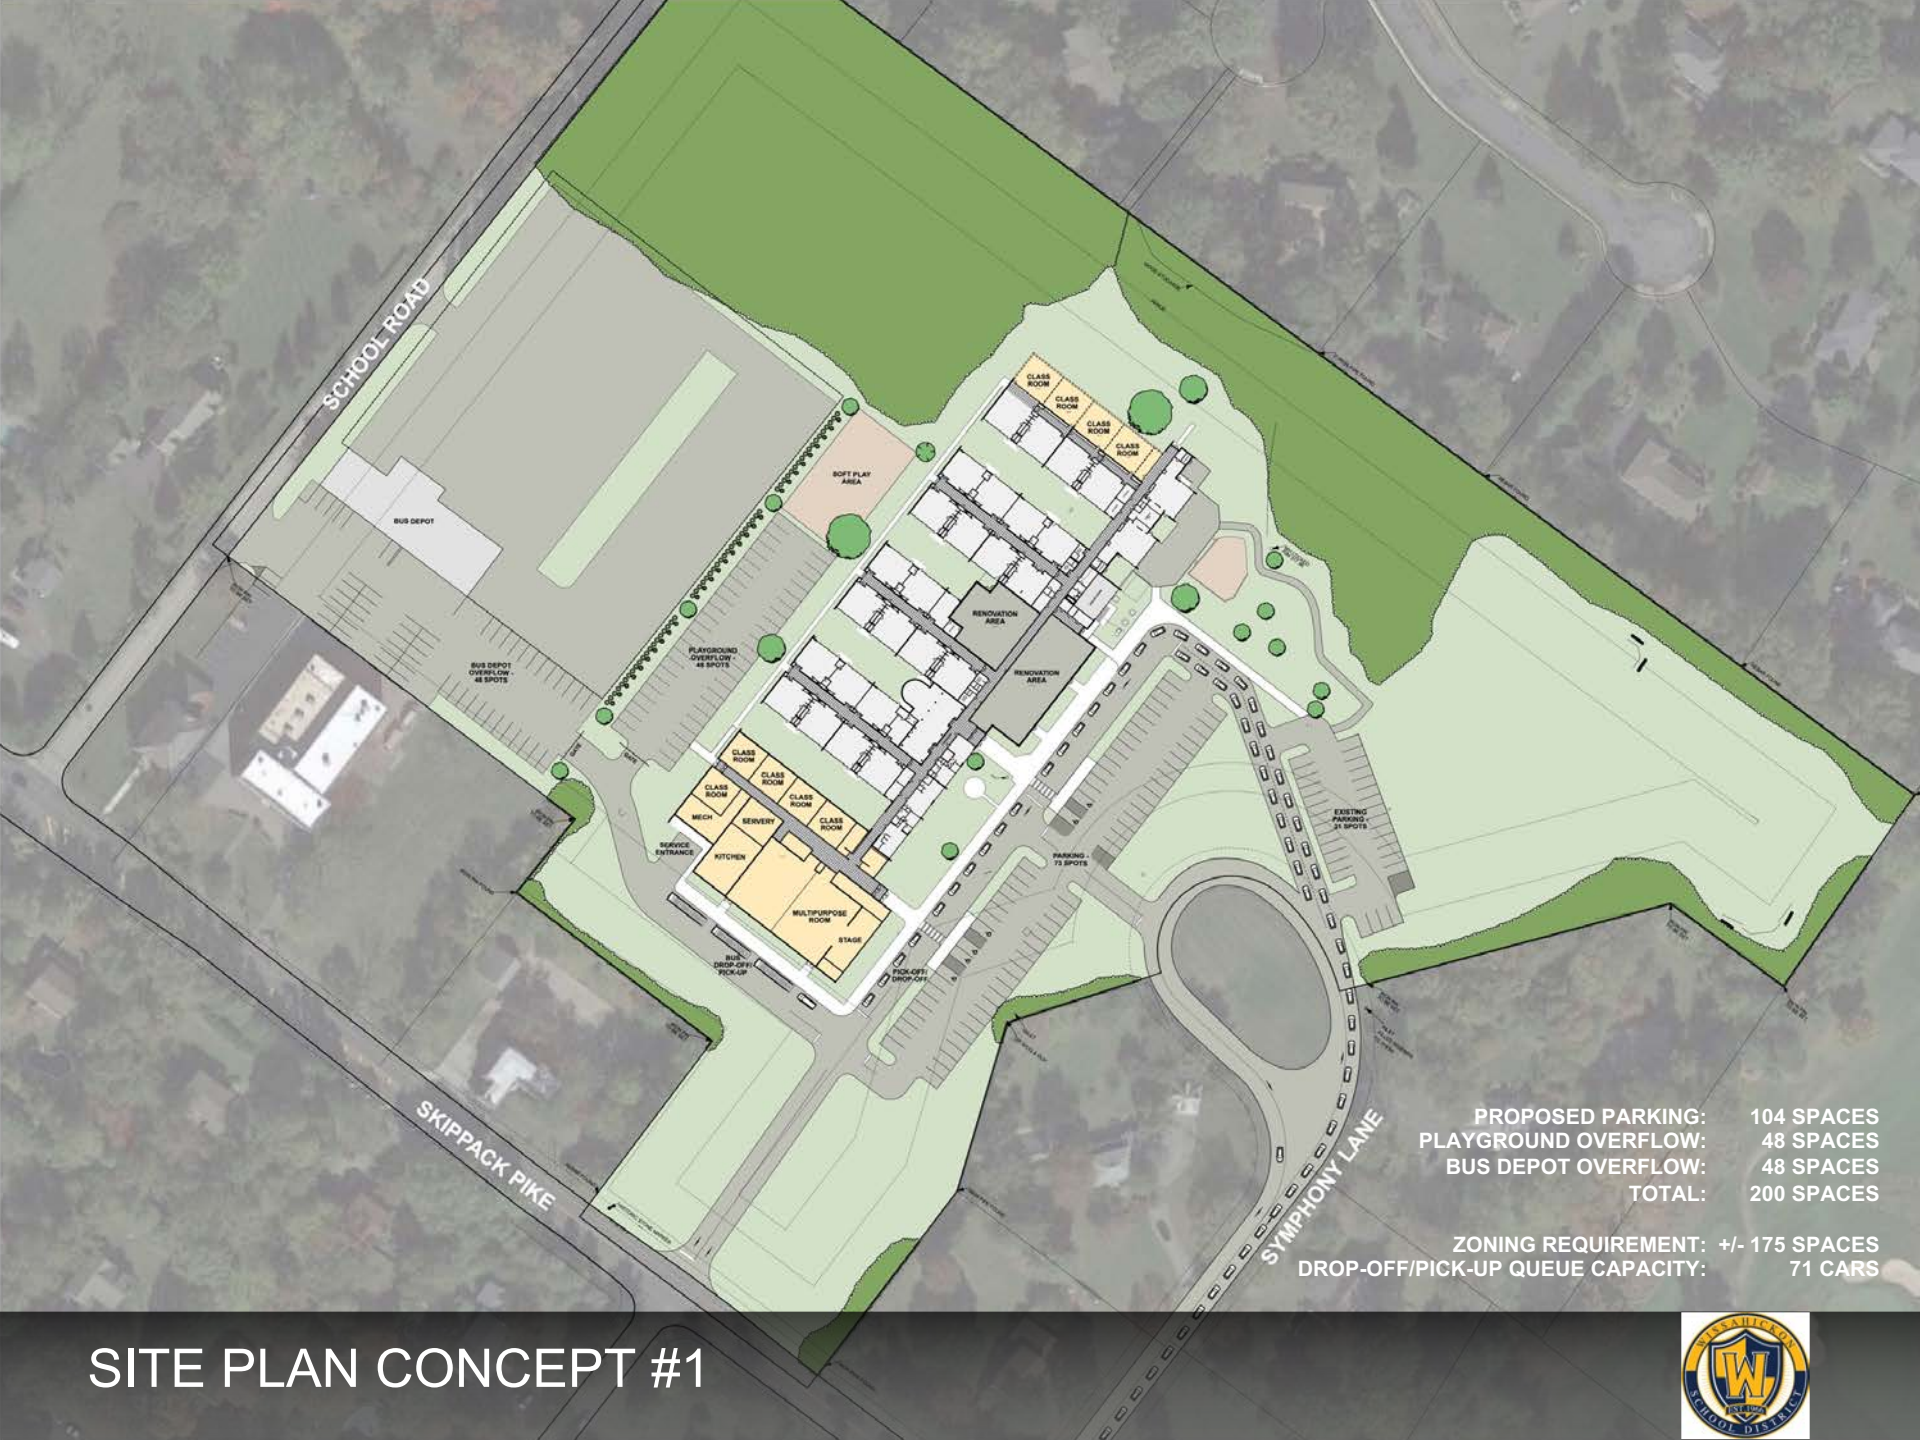 SCHOOL ROAD
CLASS
ROOM
CLASS
ROOM
CLASS
ROOM
CLASS
ROOM
SOFT PLAY
AREA
BUS DEPOT
RENOVATION
AREA
RENOVATION
AREA
BUS DEPOT
OVERFLOW -
48 SPOTS
PLAYGROUND
OVERFLOW -
48 SPOTS
GATE
GATE
CLASS
ROOM
CLASS
ROOM
CLASS
ROOM
CLASS
ROOM
CLASS
ROOM
MECH
SERVERY
KITCHEN
SERVICE
ENTRANCE
MULTIPURPOSE
ROOM
STAGE
BUS
DROP-OFF/
PICK-UP
PICK-OFF/
DROP-OFF
PARKING -
73 SPOTS
EXISTING
PARKING -
31 SPOTS
SKIPPACK PIKE
SYMPHONY LANE
PROPOSED PARKING: 104 SPACES
PLAYGROUND OVERFLOW: 48 SPACES
BUS DEPOT OVERFLOW: 48 SPACES
TOTAL: 200 SPACES
ZONING REQUIREMENT: +/- 175 SPACES
DROP-OFF/PICK-UP QUEUE CAPACITY: 71 CARS
SITE PLAN CONCEPT #1
WISSAHICKON
W
EST. 1966
SCHOOL DISTRICT